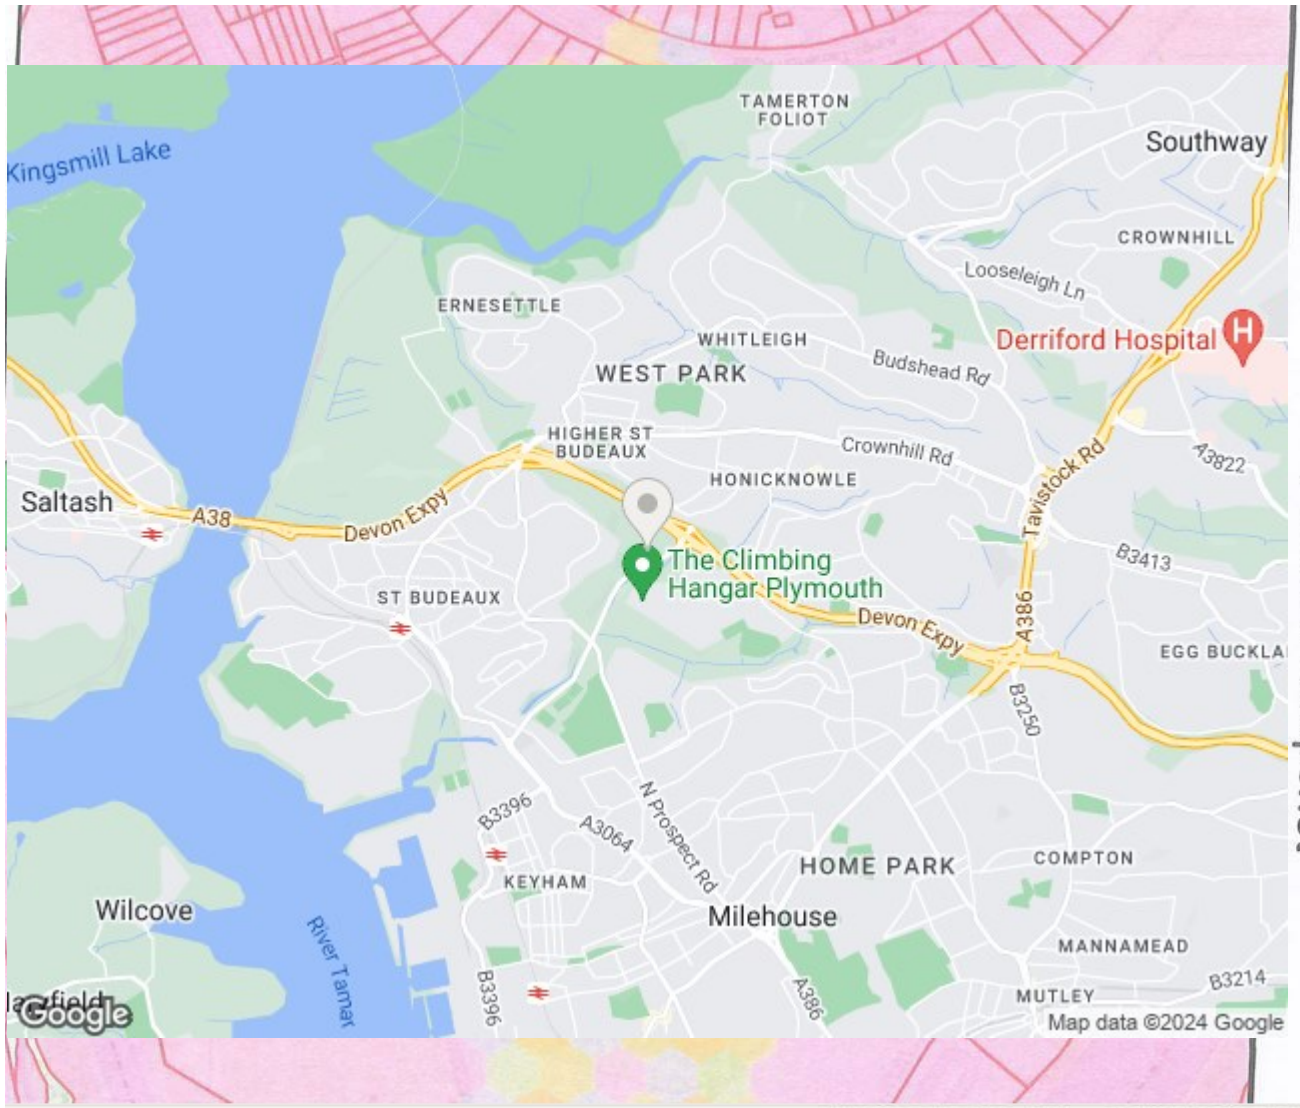 TAMERTON
FOLIOT
Southway
Kingsmill Lake
CROWNHILL
Looseleigh Ln
ERNESETTLE
Derriford Hospital
H
WHITLEIGH
WEST PARK
Budshead Rd
HIGHER ST
BUDEAUX
Crownhill Rd
A3822
HONICKNOWLE
Tavistock Rd
Saltash
A38
Devon Expy
The Climbing
Hangar Plymouth
B3413
ST BUDEAUX
A386
Devon Expy
EGG BUCKLA
B3250
N Prospect Rd
B3396
A3064
HOME PARK
COMPTON
KEYHAM
Wilcove
Milehouse
River Tamar
MANNAMEAD
B3214
B3396
A386
MUTLEY
Google
Map data ©2024 Google